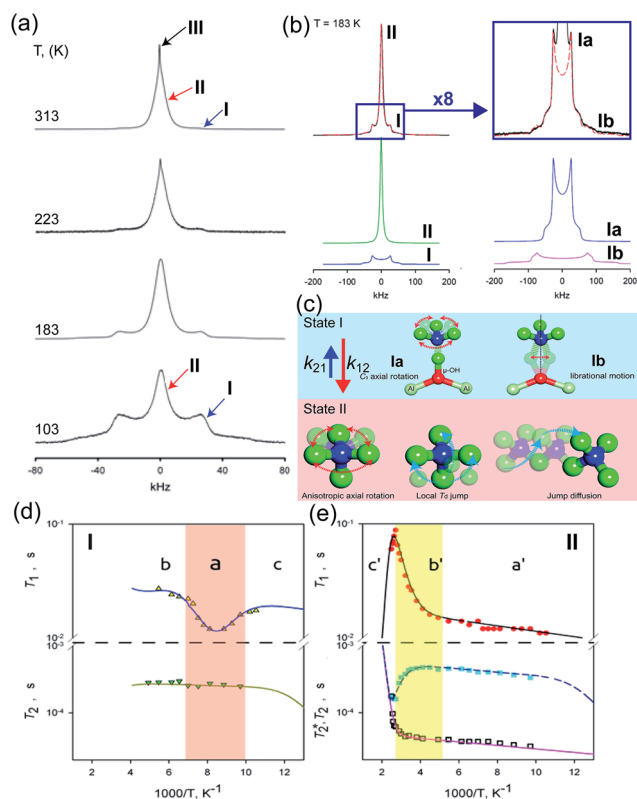 (a)
T, (K)
III
II
I
313
223
183
II
I
103
-80 -40 0 40 80
kHz
(b)
T = 183 K
II
I
x8
Ia
Ib
II
I
Ia
Ib
-200 -100 0 100 200
kHz
-200 -100 0 100 200
kHz
(c)
State I
k21
k12
Ia
C3 axial rotation
μ-OH
Al
Al
Ib
librational motion
State II
Anisotropic axial rotation
Local Td jump
Jump diffusion
(d)
I
10-1
b
a
c
T1, s
10-2
10-3
T2, s
10-4
2 4 6 8 10 12
1000/T, K-1
(e)
II
10-1
c'
b'
a'
T1, s
10-2
10-3
T2*, T2, s
10-4
2 4 6 8 10 12
1000/T, K-1